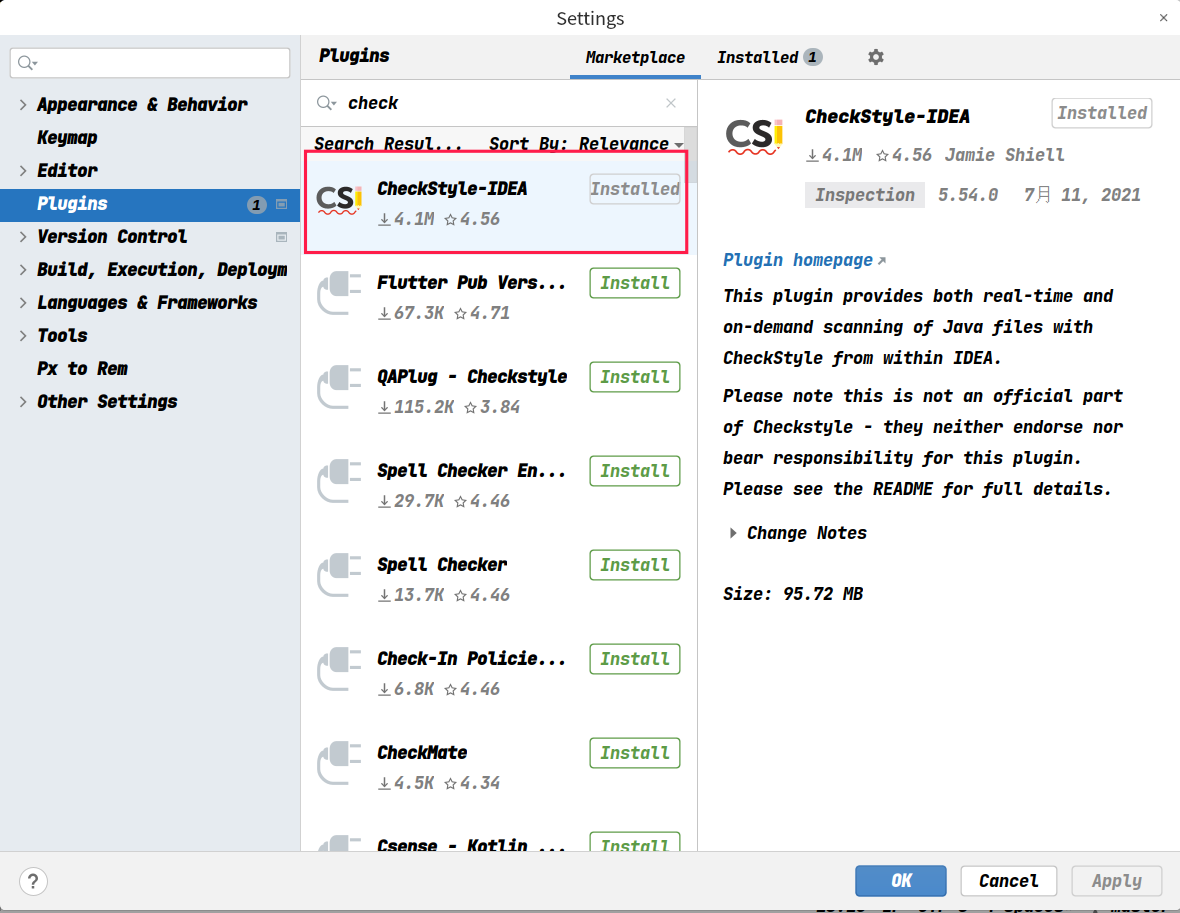 Settings
Plugins
Marketplace
Installed 1
Appearance & Behavior
Keymap
Editor
Plugins 1
Version Control
Build, Execution, Deploym
Languages & Frameworks
Tools
Px to Rem
Other Settings
check
Search Resul... Sort By: Relevance
CSi
CheckStyle-IDEA Installed
4.1M 4.56
Flutter Pub Vers... Install
67.3K 4.71
QAPlug - Checkstyle Install
115.2K 3.84
Spell Checker En... Install
29.7K 4.46
Spell Checker Install
13.7K 4.46
Check-In Policie... Install
6.8K 4.46
CheckMate Install
4.5K 4.34
Csense - Kotlin ... Install
CSi
CheckStyle-IDEA Installed
4.1M 4.56 Jamie Shiell
Inspection 5.54.0 7月 11, 2021
Plugin homepage
This plugin provides both real-time and
on-demand scanning of Java files with
CheckStyle from within IDEA.
Please note this is not an official part
of Checkstyle - they neither endorse nor
bear responsibility for this plugin.
Please see the README for full details.
Change Notes
Size: 95.72 MB
?
OK
Cancel
Apply